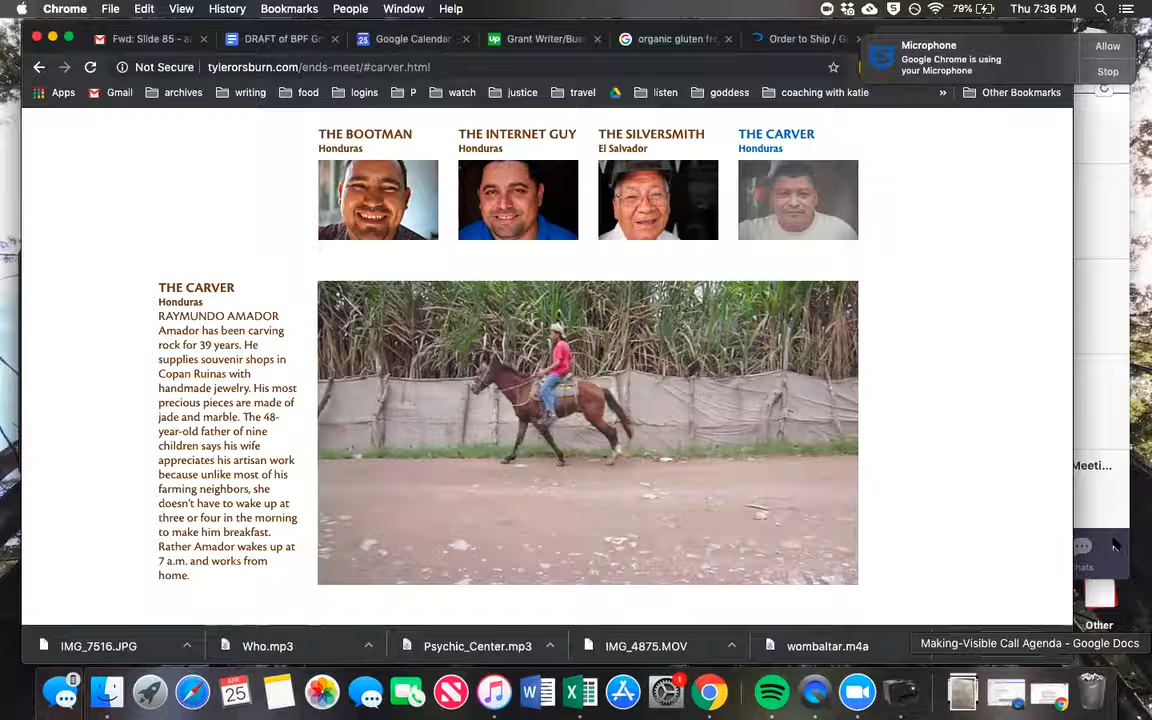 Chrome File Edit View History Bookmarks People Window Help 79% Thu 7:36 PM
Fwd: Slide 85 - a
DRAFT of BPF Gr
Google Calendar
Grant Writer/Bua
organic gluten fre
Order to Ship / G
Microphone
Google Chrome is using
your Microphone
Allow
Stop
Not Secure tylerorsburn.com/ends-meet/#carver.html
Apps Gmail archives writing food logins P watch justice travel listen goddess coaching with katie » Other Bookmarks
THE BOOTMAN
Honduras
THE INTERNET GUY
Honduras
THE SILVERSMITH
El Salvador
THE CARVER
Honduras
THE CARVER
Honduras
RAYMUNDO AMADOR
Amador has been carving
rock for 39 years. He
supplies souvenir shops in
Copan Ruinas with
handmade jewelry. His most
precious pieces are made of
jade and marble. The 48-
year-old father of nine
children says his wife
appreciates his artisan work
because unlike most of his
farming neighbors, she
doesn't have to wake up at
three or four in the morning
to make him breakfast.
Rather Amador wakes up at
7 a.m. and works from
home.
Meeti...
hats
Other
IMG_7516.JPG
Who.mp3
Psychic_Center.mp3
IMG_4875.MOV
wombaltar.m4a
Making-Visible Call Agenda - Google Docs
APR
25
1